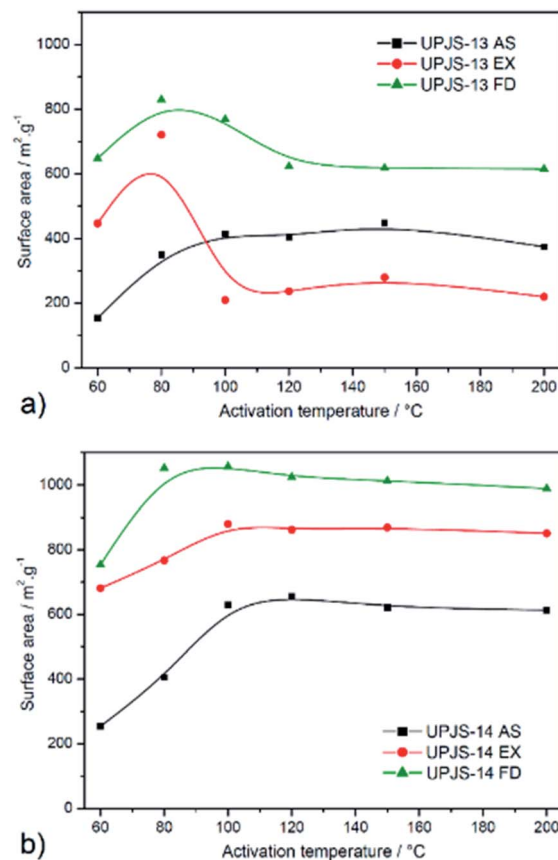 1000
800
600
400
200
0
Surface area / m².g⁻¹
UPJS-13 AS
UPJS-13 EX
UPJS-13 FD
60 80 100 120 140 160 180 200
Activation temperature / °C
a)
1000
800
600
400
200
0
Surface area / m².g⁻¹
UPJS-14 AS
UPJS-14 EX
UPJS-14 FD
60 80 100 120 140 160 180 200
Activation temperature / °C
b)